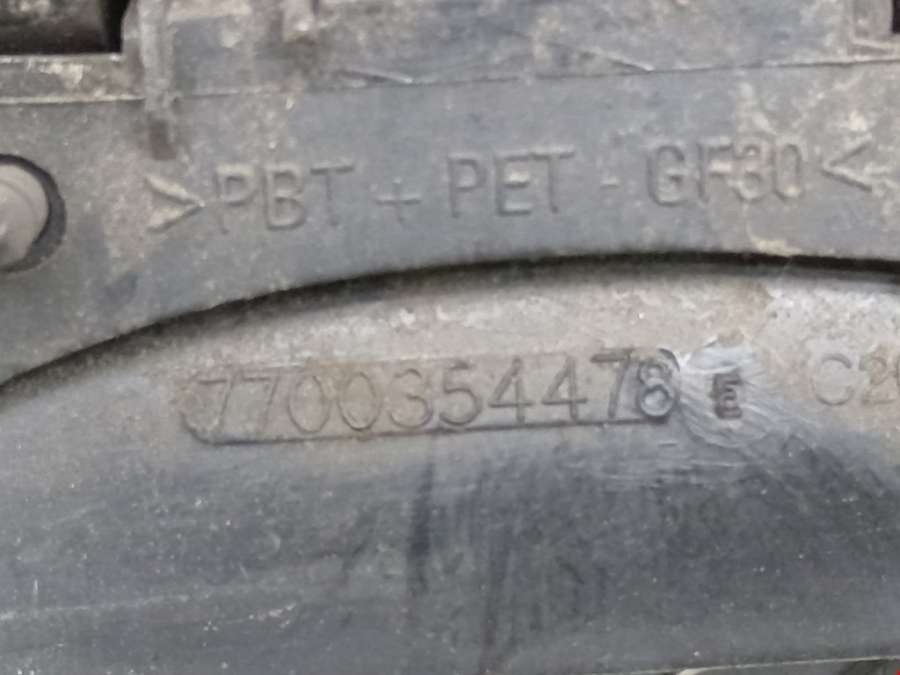 >PBT + PET - GF30<
7700354478 E